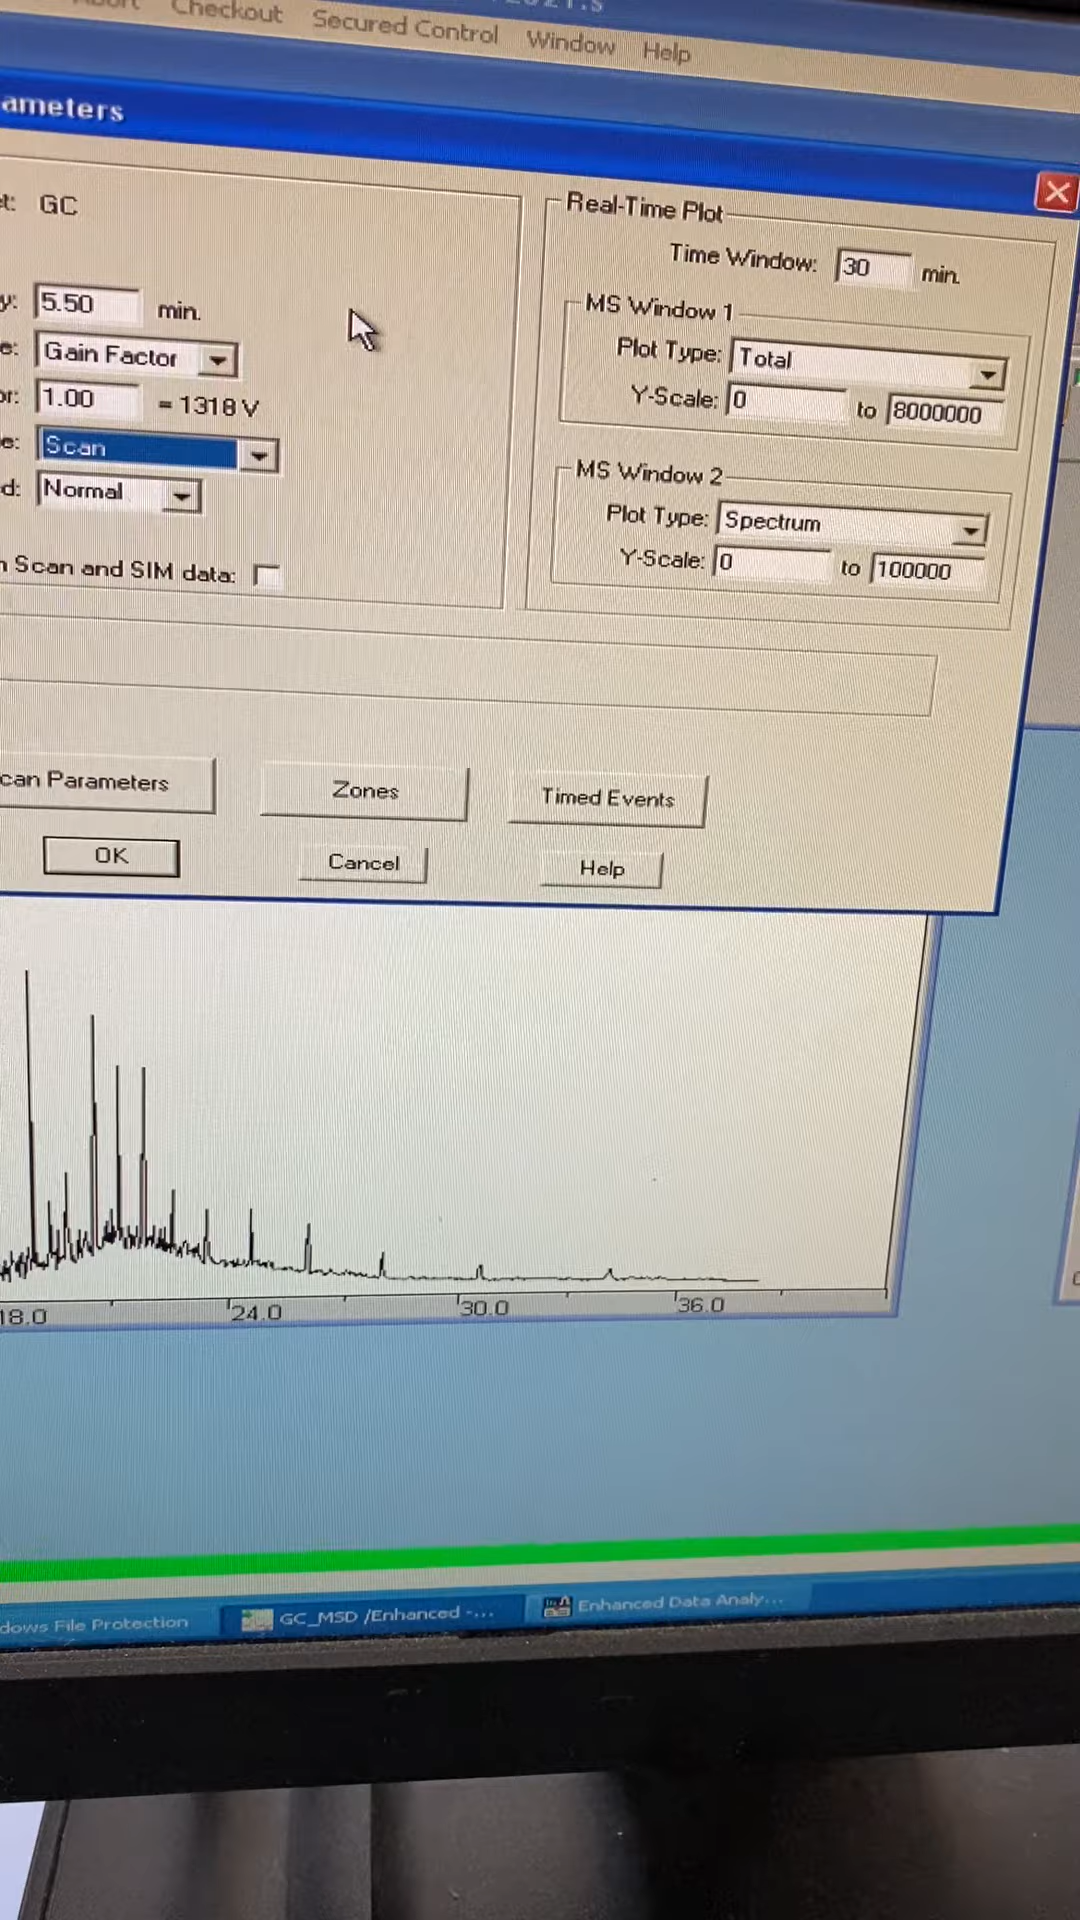 Checkout Secured Control Window Help
ameters
GC
Real-Time Plot
Time Window: 30 min.
y: 5.50 min.
MS Window 1
e: Gain Factor
Plot Type: Total
or: 1.00 = 1318 V
Y-Scale: 0 to 8000000
e: Scan
MS Window 2
d: Normal
Plot Type: Spectrum
Y-Scale: 0 to 100000
n Scan and SIM data:
can Parameters Zones Timed Events
OK Cancel Help
18.0 24.0 30.0 36.0
dows File Protection GC_MSD /Enhanced -... Enhanced Data Analy...